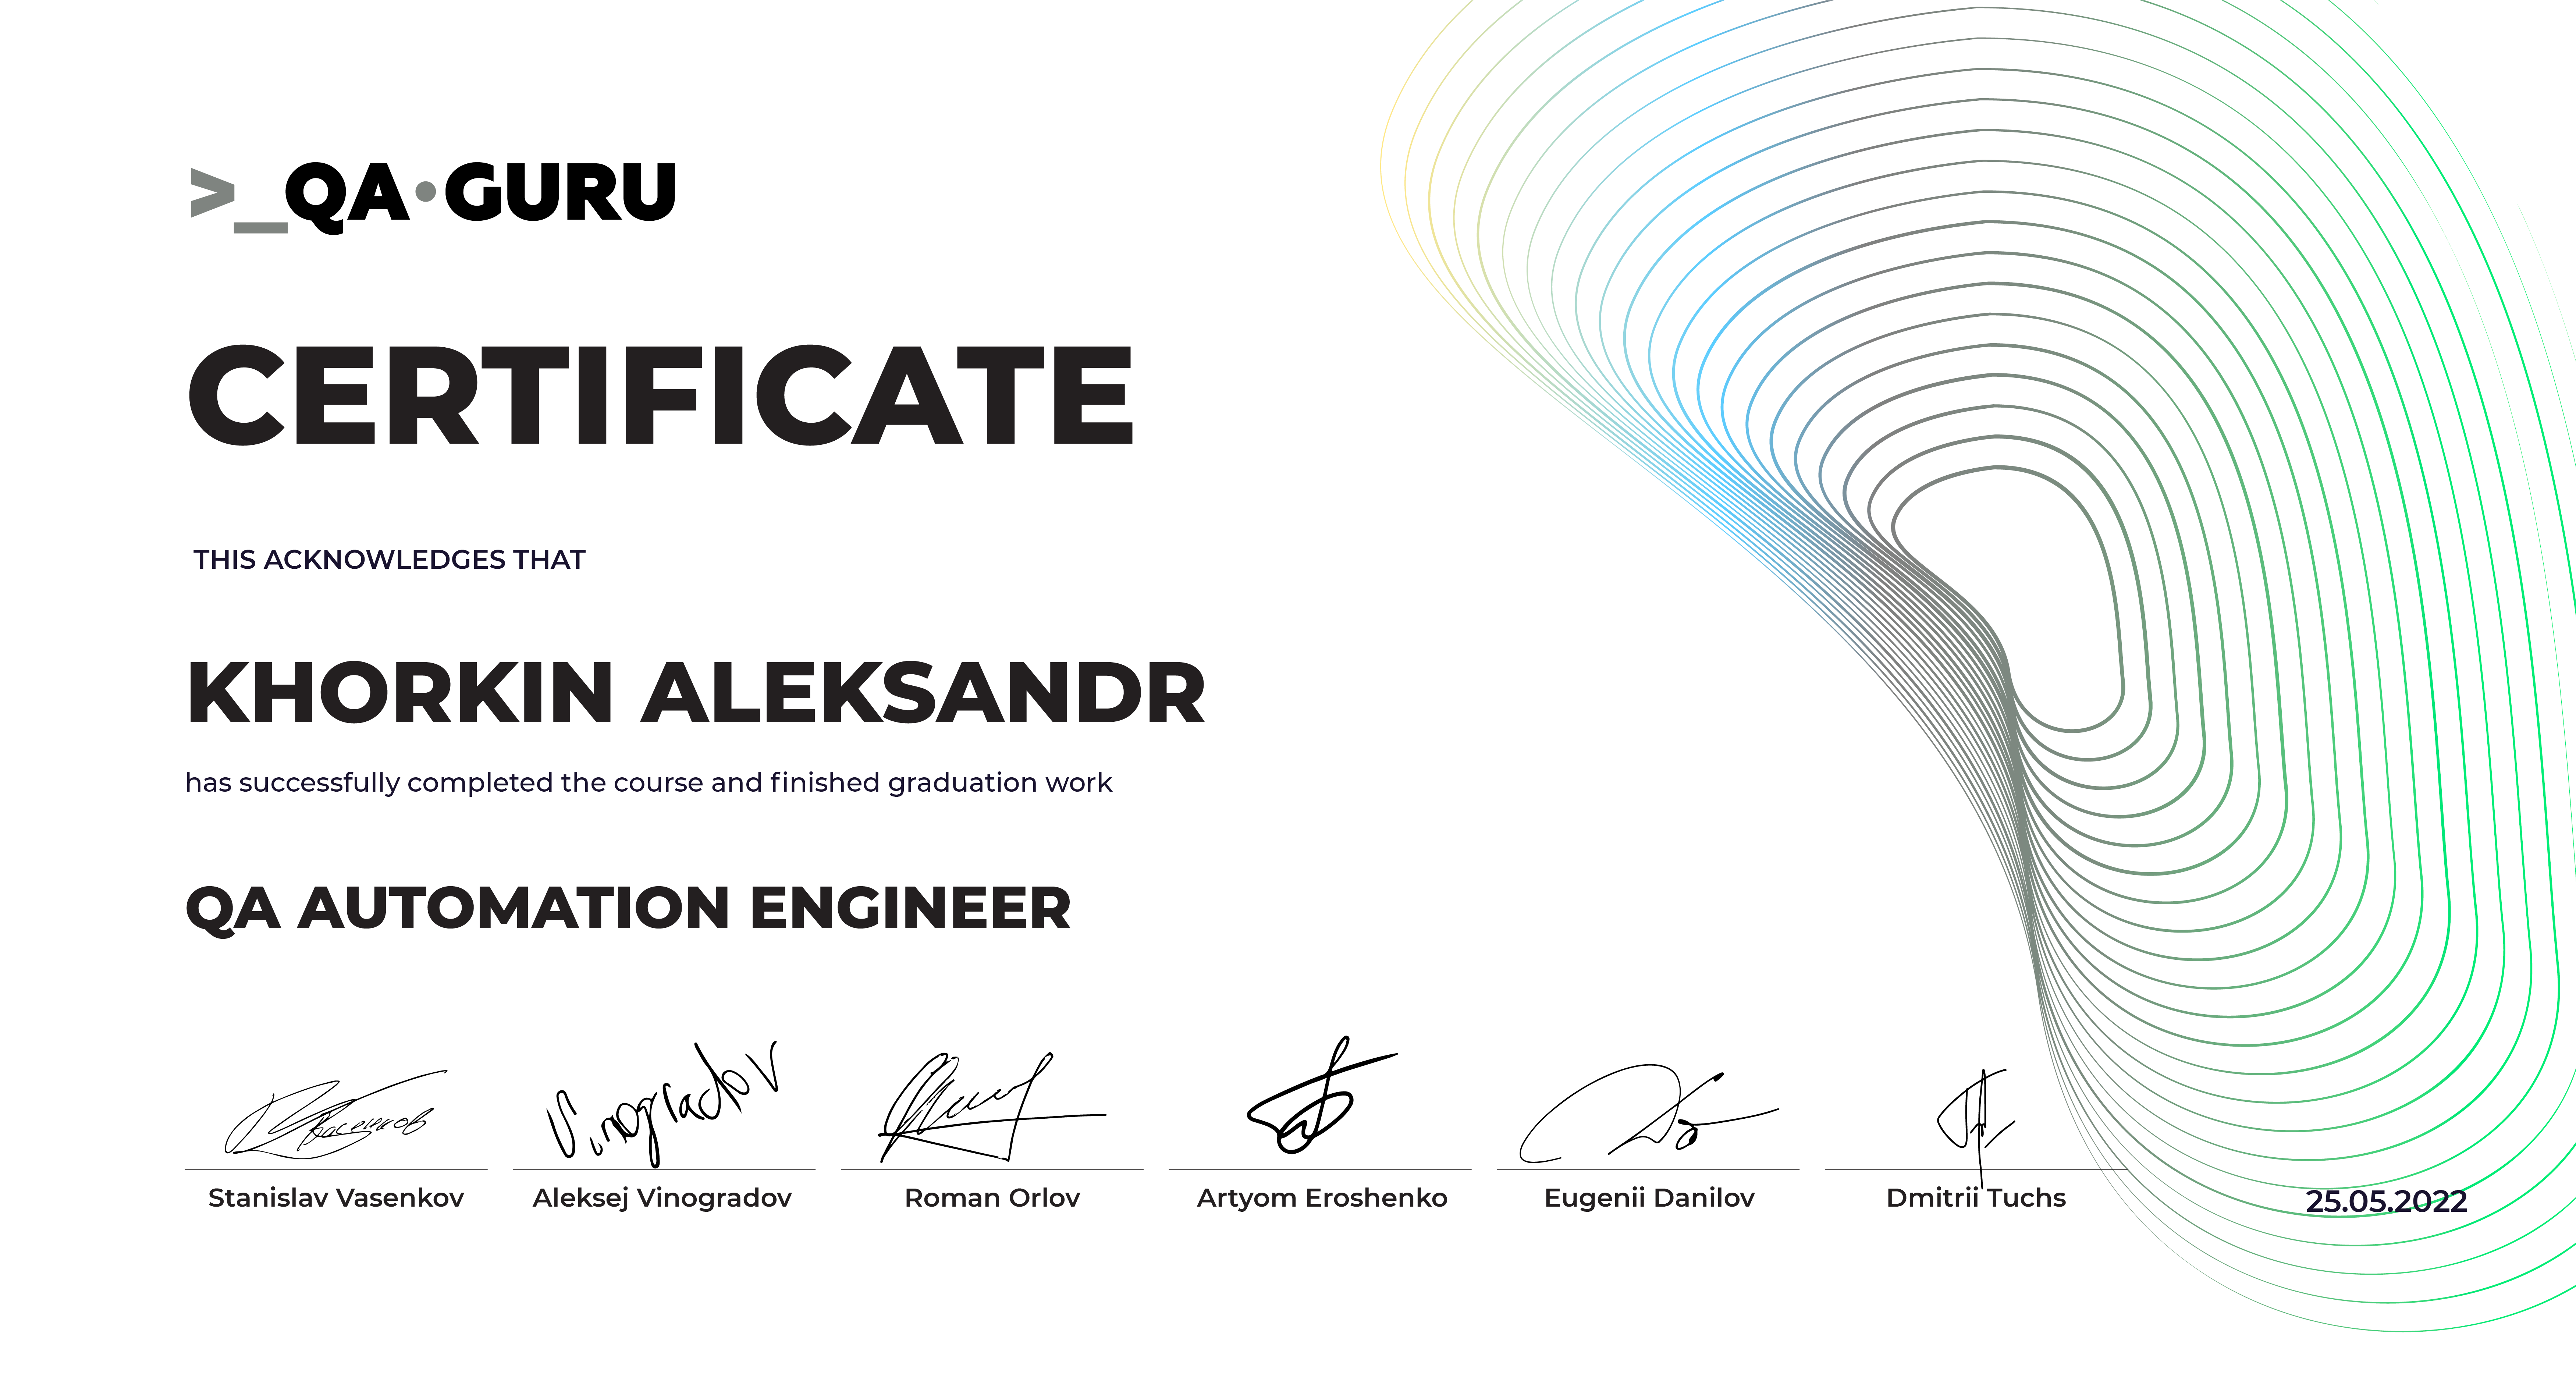 >_QA•GURU
CERTIFICATE
THIS ACKNOWLEDGES THAT
KHORKIN ALEKSANDR
has successfully completed the course and finished graduation work
QA AUTOMATION ENGINEER
Vinogradov
Stanislav Vasenkov
Aleksej Vinogradov
Roman Orlov
Artyom Eroshenko
Eugenii Danilov
Dmitrii Tuchs
25.05.2022